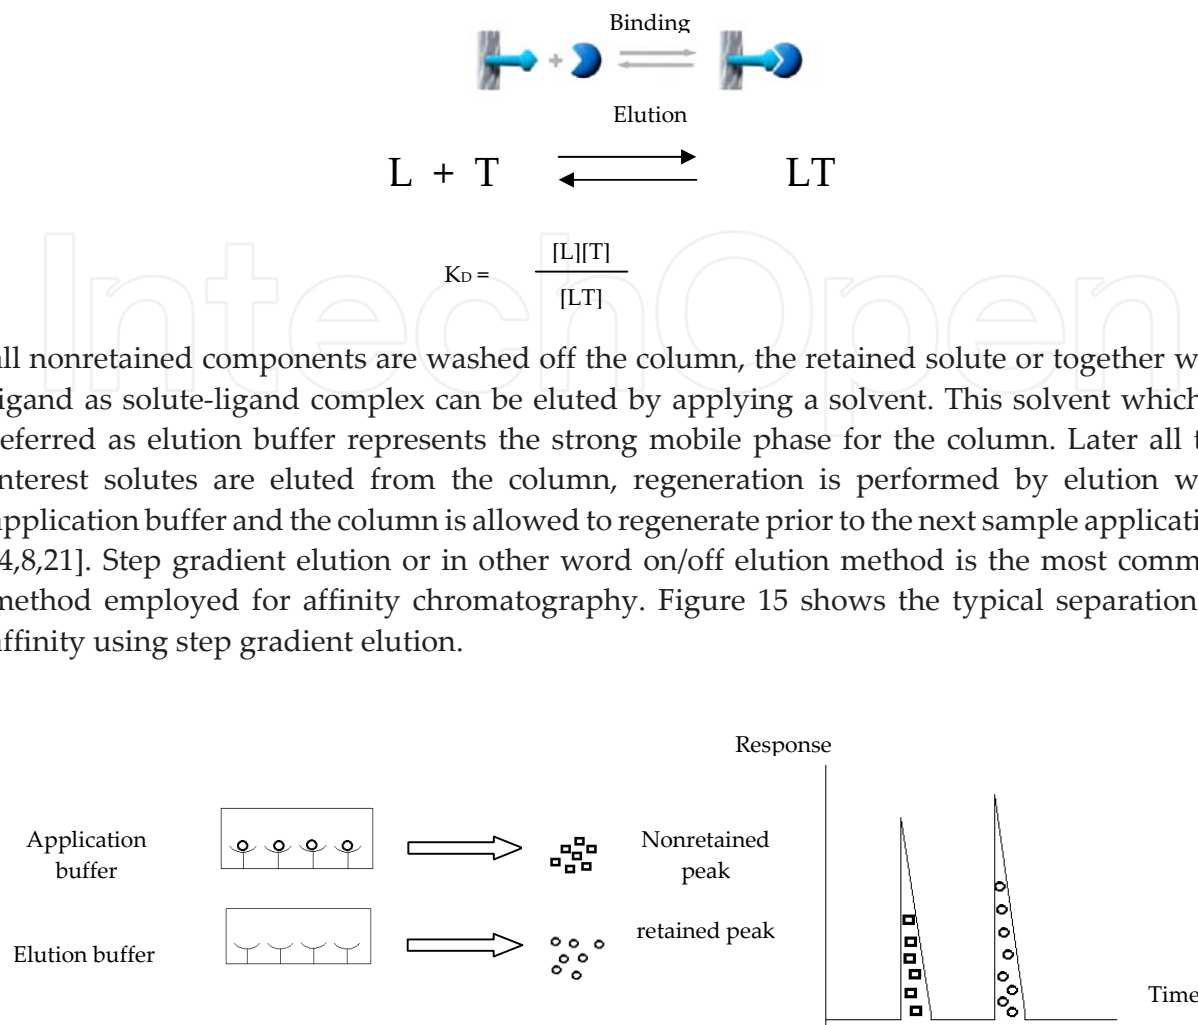 Binding
Elution
L + T LT
KD = [L][T]
[LT]
IntechOpen
all nonretained components are washed off the column, the retained solute or together
ligand as solute-ligand complex can be eluted by applying a solvent. This solvent which
referred as elution buffer represents the strong mobile phase for the column. Later all
interest solutes are eluted from the column, regeneration is performed by elution
application buffer and the column is allowed to regenerate prior to the next sample
4,8,21]. Step gradient elution or in other word on/off elution method is the most
method employed for affinity chromatography. Figure 15 shows the typical separation
affinity using step gradient elution.
Response
Application
buffer
Nonretained
peak
Elution buffer
retained peak
Time